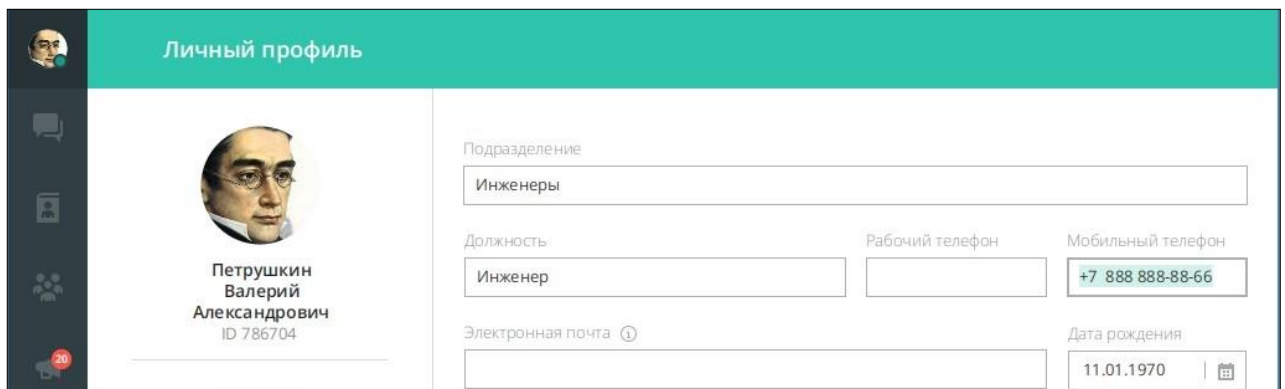 Личный профиль
Подразделение
Инженеры
Должность
Рабочий телефон
Мобильный телефон
Инженер
+7 888 888-88-66
Петрушкин
Валерий
Александрович
ID 786704
Электронная почта
Дата рождения
11.01.1970
20